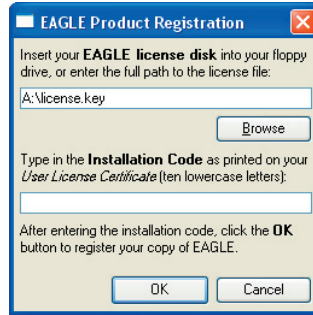 EAGLE Product Registration
Insert your EAGLE license disk into your floppy
drive, or enter the full path to the license file:
A:\license.key
Browse
Type in the Installation Code as printed on your
User License Certificate (ten lowercase letters):
After entering the installation code, click the OK
button to register your copy of EAGLE.
OK
Cancel